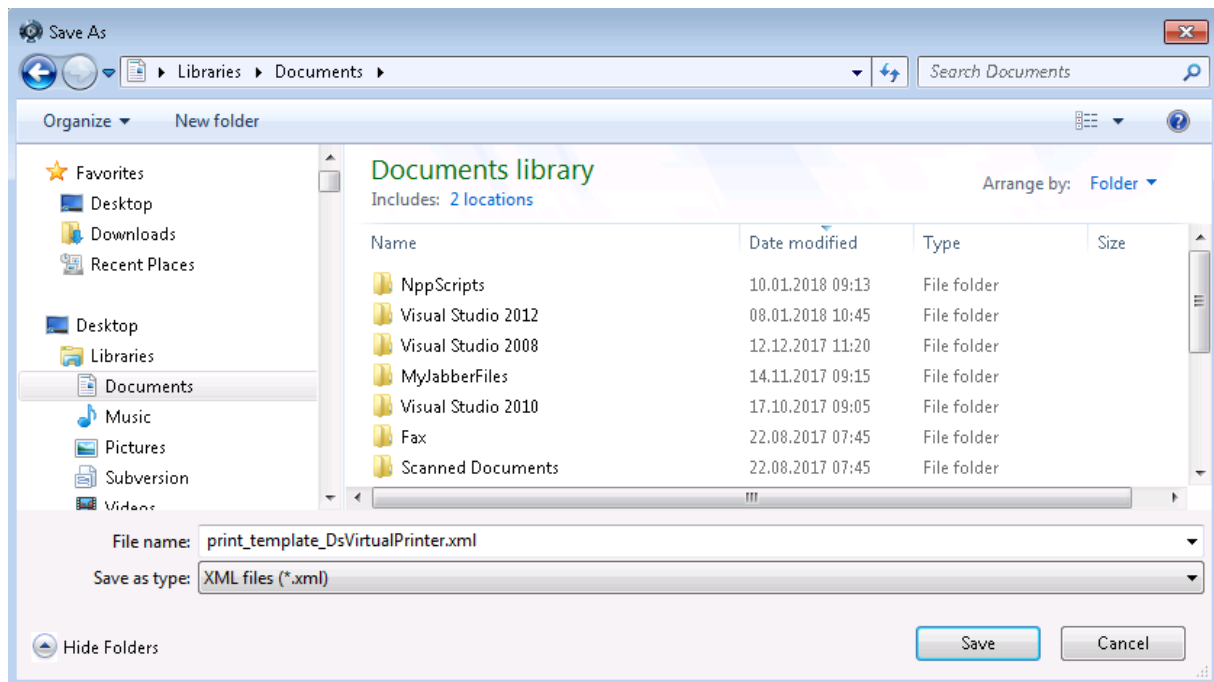 Save As
Libraries Documents
Search Documents
Organize New folder
Favorites
Desktop
Downloads
Recent Places
Desktop
Libraries
Documents
Music
Pictures
Subversion
Videos
Documents library
Includes: 2 locations
Arrange by: Folder
Name Date modified Type Size
NppScripts 10.01.2018 09:13 File folder
Visual Studio 2012 08.01.2018 10:45 File folder
Visual Studio 2008 12.12.2017 11:20 File folder
MyJabberFiles 14.11.2017 09:15 File folder
Visual Studio 2010 17.10.2017 09:05 File folder
Fax 22.08.2017 07:45 File folder
Scanned Documents 22.08.2017 07:45 File folder
File name: print_template_DsVirtualPrinter.xml
Save as type: XML files (*.xml)
Hide Folders
Save Cancel